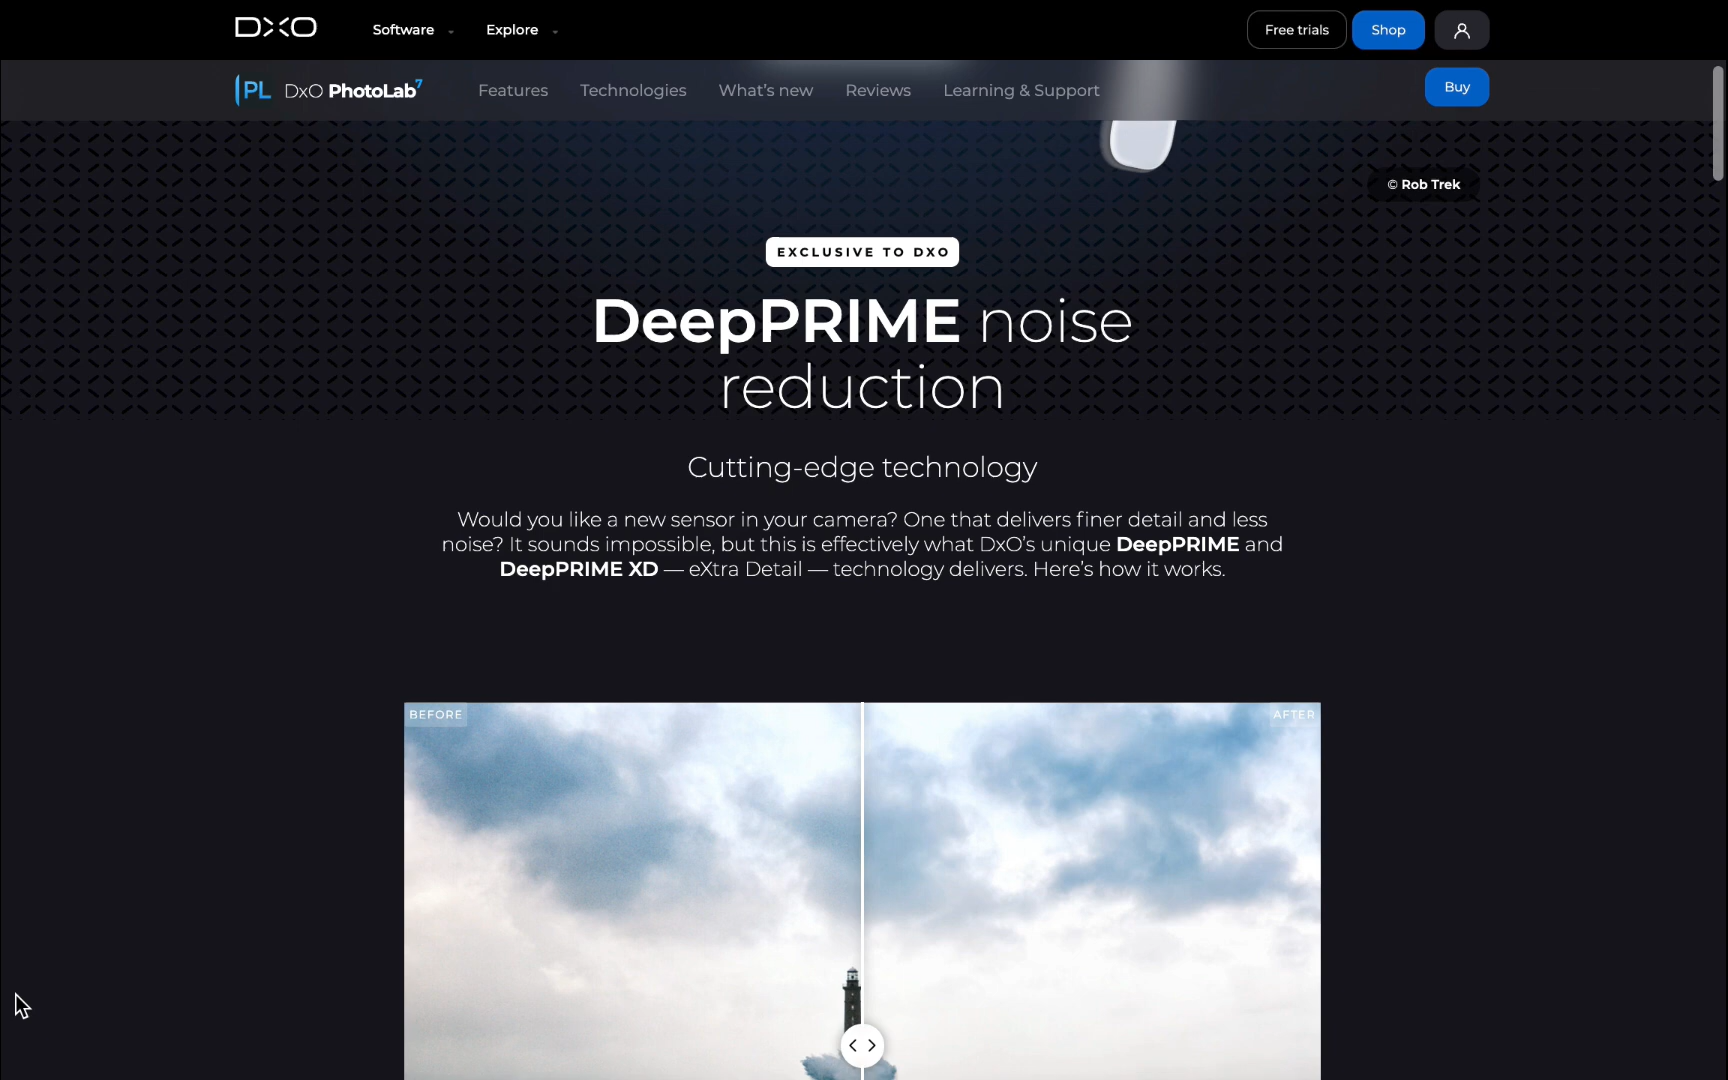 DXO
Software
Explore
Free trials
Shop
PL DxO PhotoLab7
Features
Technologies
What's new
Reviews
Learning & Support
Buy
© Rob Trek
EXCLUSIVE TO DXO
DeepPRIME noise
reduction
Cutting-edge technology
Would you like a new sensor in your camera? One that delivers finer detail and less
noise? It sounds impossible, but this is effectively what DxO's unique DeepPRIME and
DeepPRIME XD — eXtra Detail — technology delivers. Here's how it works.
BEFORE
AFTER